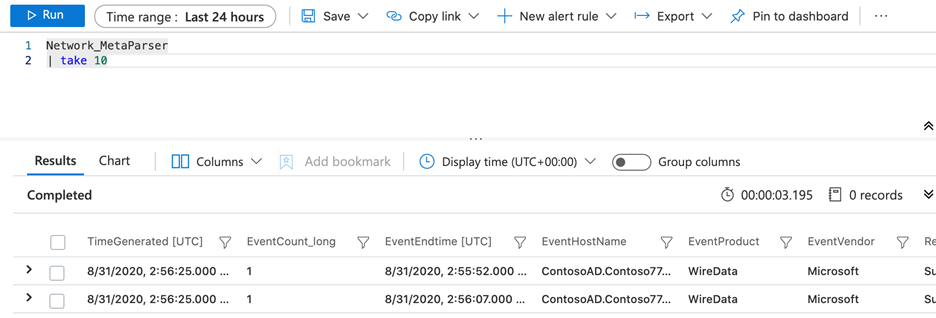 Run Time range : Last 24 hours Save Copy link New alert rule Export Pin to dashboard ...
1 Network_MetaParser
2 | take 10
...
Results Chart Columns Add bookmark Display time (UTC+00:00) Group columns
Completed 00:00:03.195 0 records
TimeGenerated [UTC] EventCount_long EventEndtime [UTC] EventHostName EventProduct EventVendor Re
8/31/2020, 2:56:25.000 ... 1 8/31/2020, 2:55:52.000 ... ContosoAD.Contoso77... WireData Microsoft Su
8/31/2020, 2:56:25.000 ... 1 8/31/2020, 2:56:07.000 ... ContosoAD.Contoso77... WireData Microsoft Su